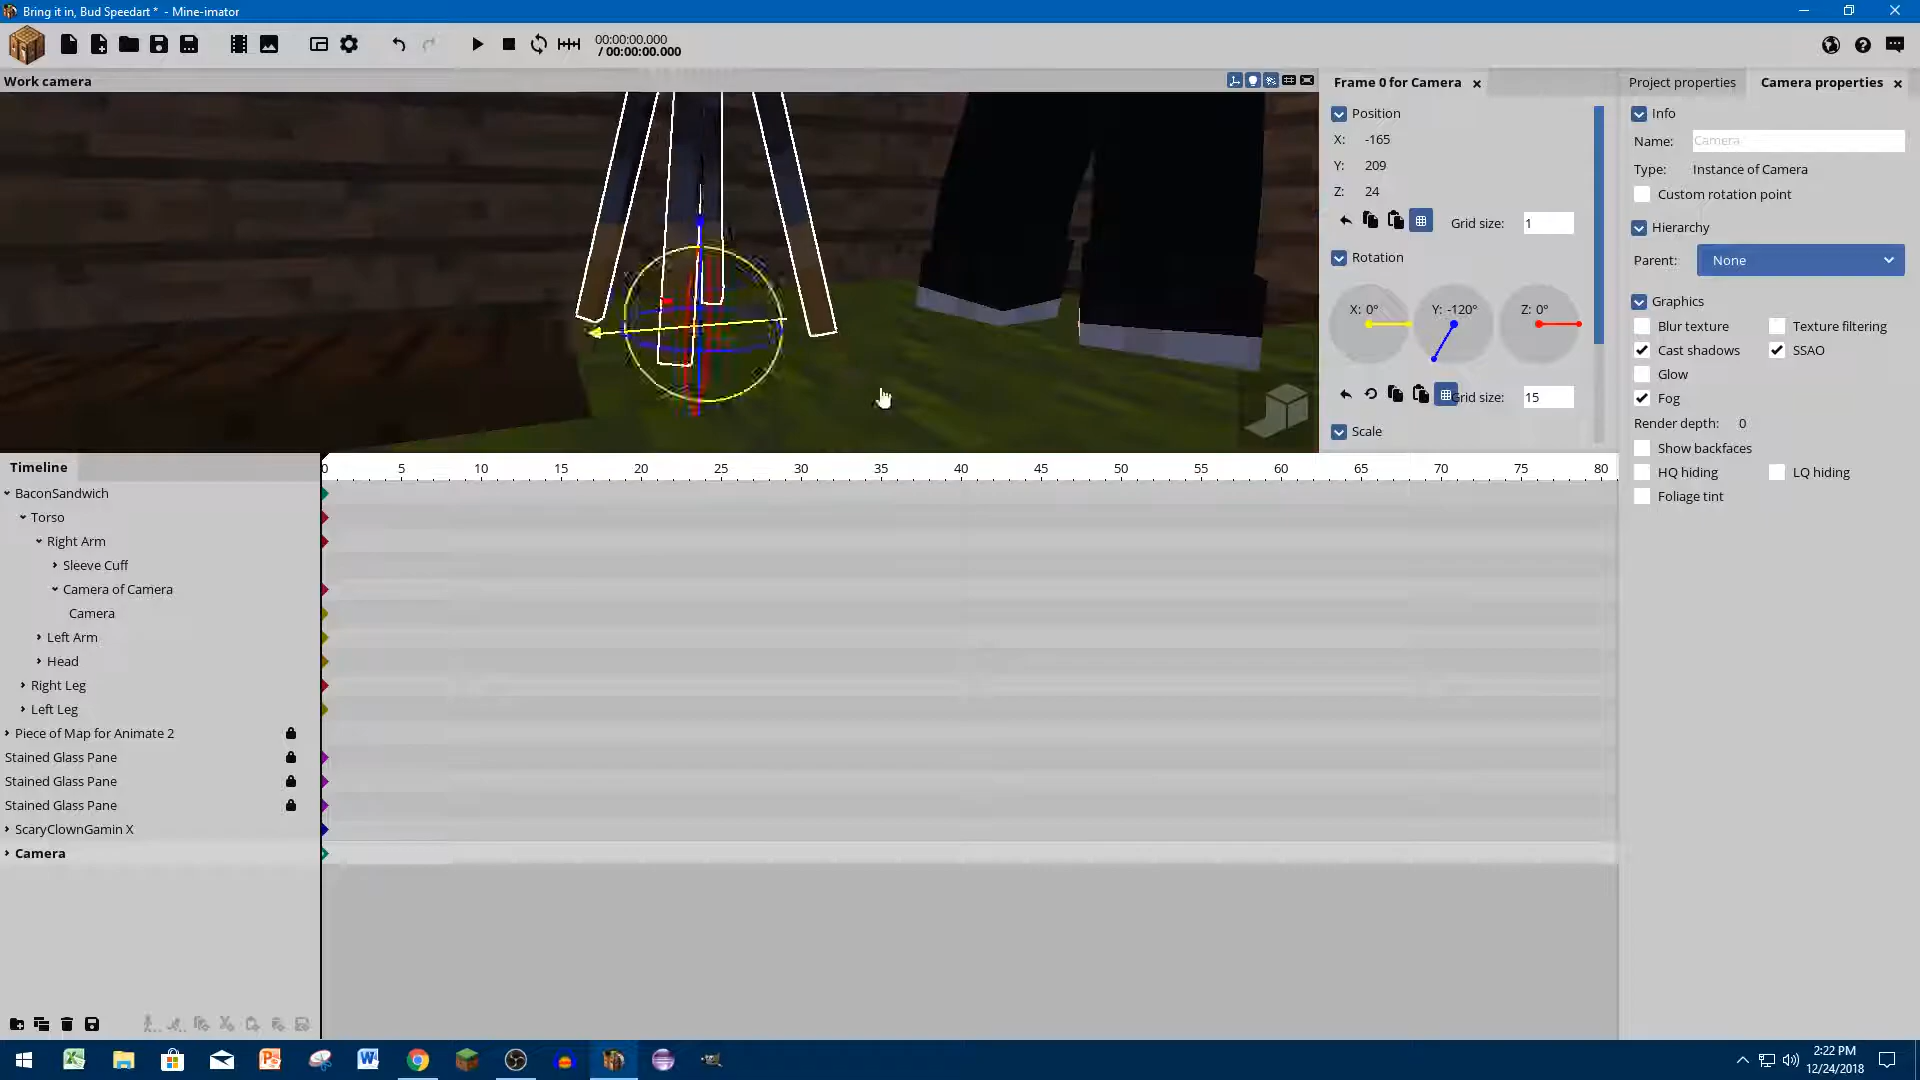 Bring it in, Bud Speedart * - Mine-imator
00:00:00.000
/ 00:00:00.000
Work camera
Frame 0 for Camera
Project properties
Camera properties
Position
X: -165
Y: 209
Z: 24
Grid size: 1
Rotation
X: 0°
Y: -120°
Z: 0°
Grid size: 15
Scale
Info
Name: Camera
Type: Instance of Camera
Custom rotation point
Hierarchy
Parent: None
Graphics
Blur texture
Texture filtering
Cast shadows
SSAO
Glow
Fog
Render depth: 0
Show backfaces
HQ hiding
LQ hiding
Foliage tint
Timeline
0 5 10 15 20 25 30 35 40 45 50 55 60 65 70 75 80
BaconSandwich
Torso
Right Arm
Sleeve Cuff
Camera of Camera
Camera
Left Arm
Head
Right Leg
Left Leg
Piece of Map for Animate 2
Stained Glass Pane
Stained Glass Pane
Stained Glass Pane
ScaryClownGamin X
Camera
2:22 PM
12/24/2018